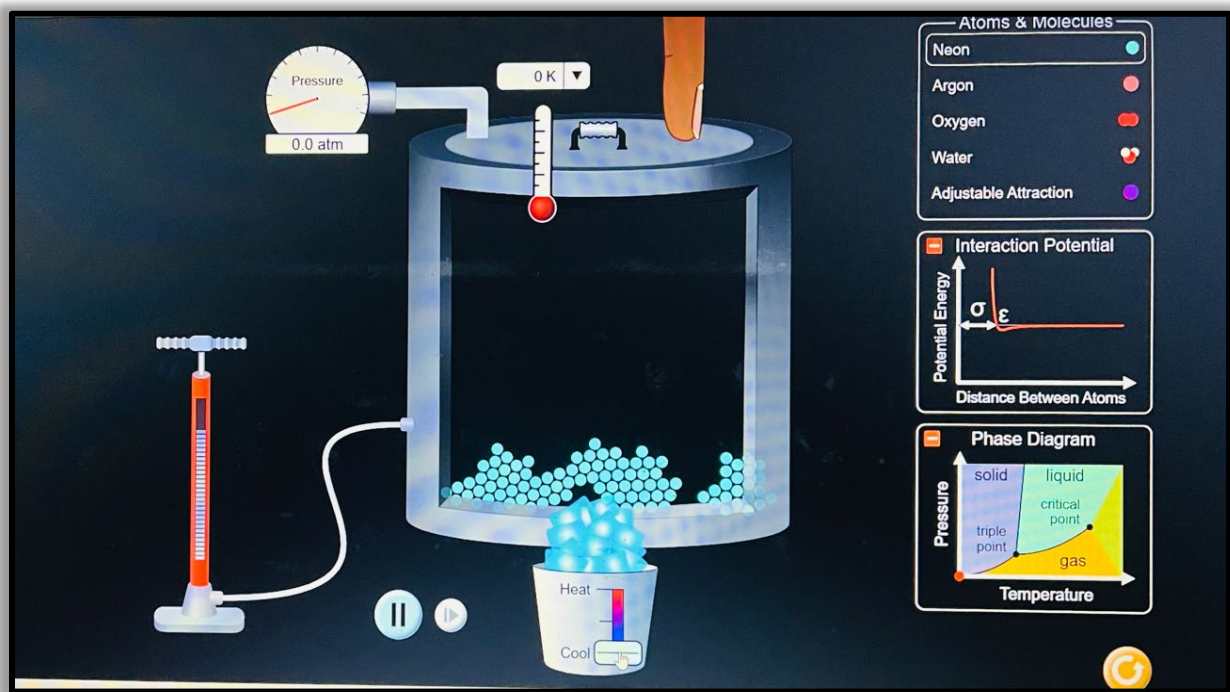 Pressure
0.0 atm
0 K
Atoms & Molecules
Neon
Argon
Oxygen
Water
Adjustable Attraction
Interaction Potential
Potential Energy
σ
ε
Distance Between Atoms
Phase Diagram
Pressure
solid
liquid
critical
point
triple
point
gas
Temperature
Heat
Cool